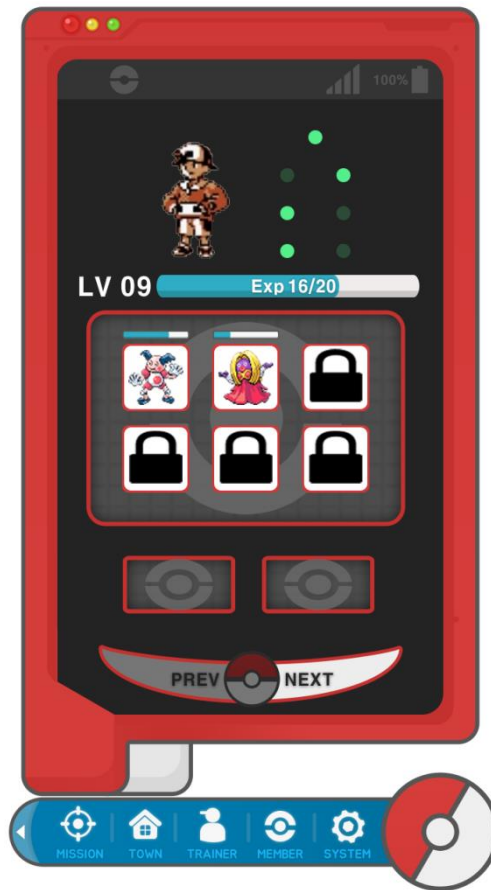 100%
LV 09 Exp 16/20
PREV NEXT
MISSION TOWN TRAINER MEMBER SYSTEM